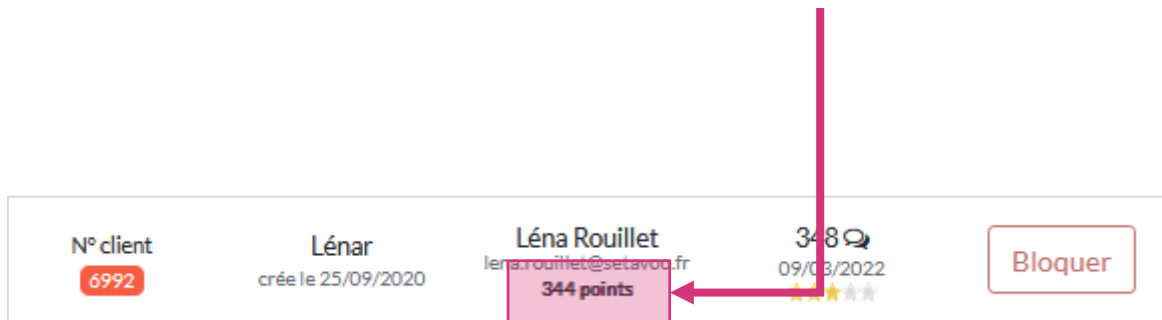 N° client
6992
Lénar
crée le 25/09/2020
Léna Rouillet
lena.rouillet@setavoo.fr
344 points
348
09/03/2022
Bloquer